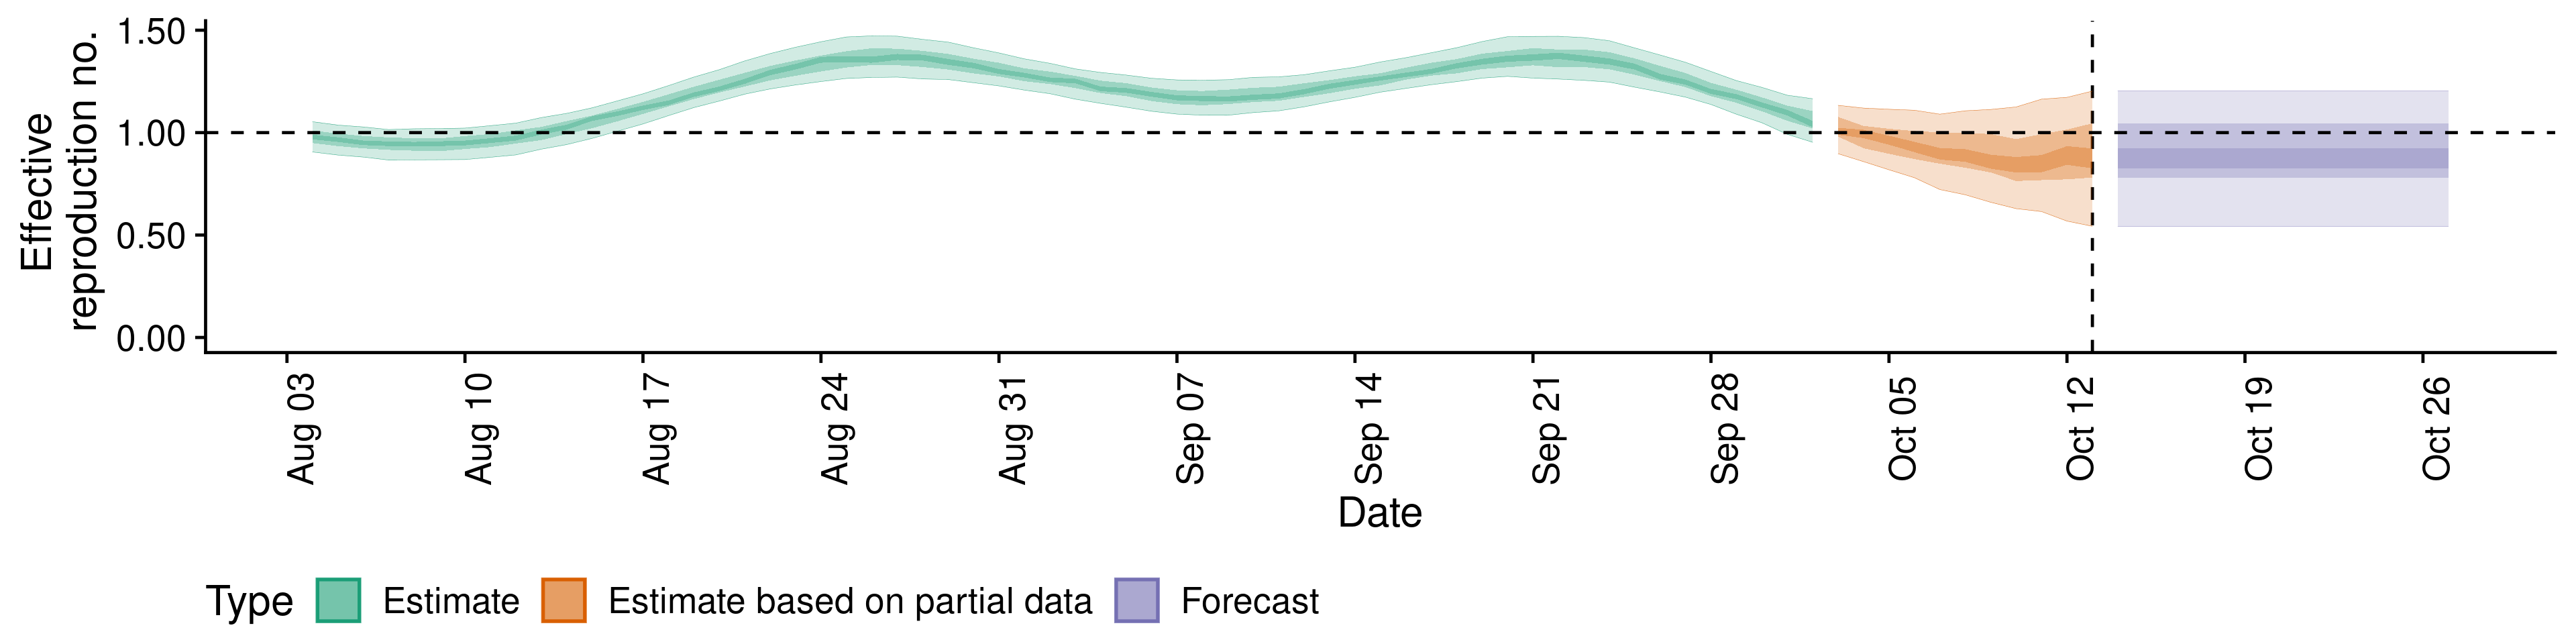 Effective
reproduction no.
1.50
1.00
0.50
0.00
Aug 03
Aug 10
Aug 17
Aug 24
Aug 31
Sep 07
Sep 14
Sep 21
Sep 28
Oct 05
Oct 12
Oct 19
Oct 26
Date
Type Estimate Estimate based on partial data Forecast